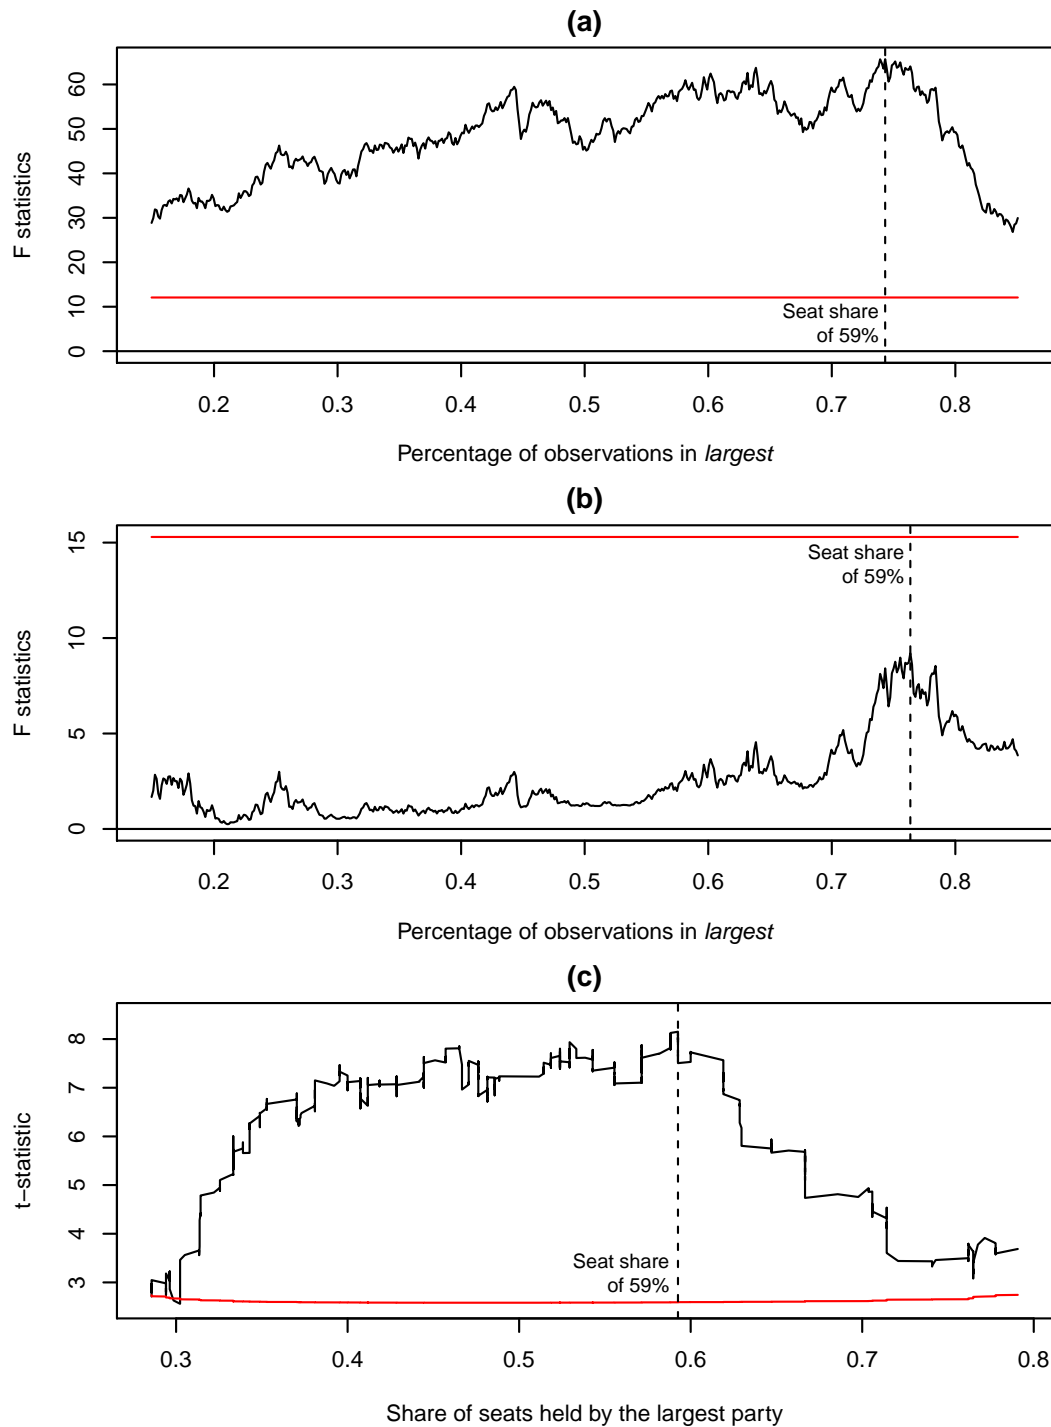 (a)
F statistics
60
50
40
30
20
10
0
Seat share
of 59%
0.2 0.3 0.4 0.5 0.6 0.7 0.8
Percentage of observations in largest
(b)
F statistics
15
10
5
0
Seat share
of 59%
0.2 0.3 0.4 0.5 0.6 0.7 0.8
Percentage of observations in largest
(c)
t−statistic
8
7
6
5
4
3
Seat share
of 59%
0.3 0.4 0.5 0.6 0.7 0.8
Share of seats held by the largest party